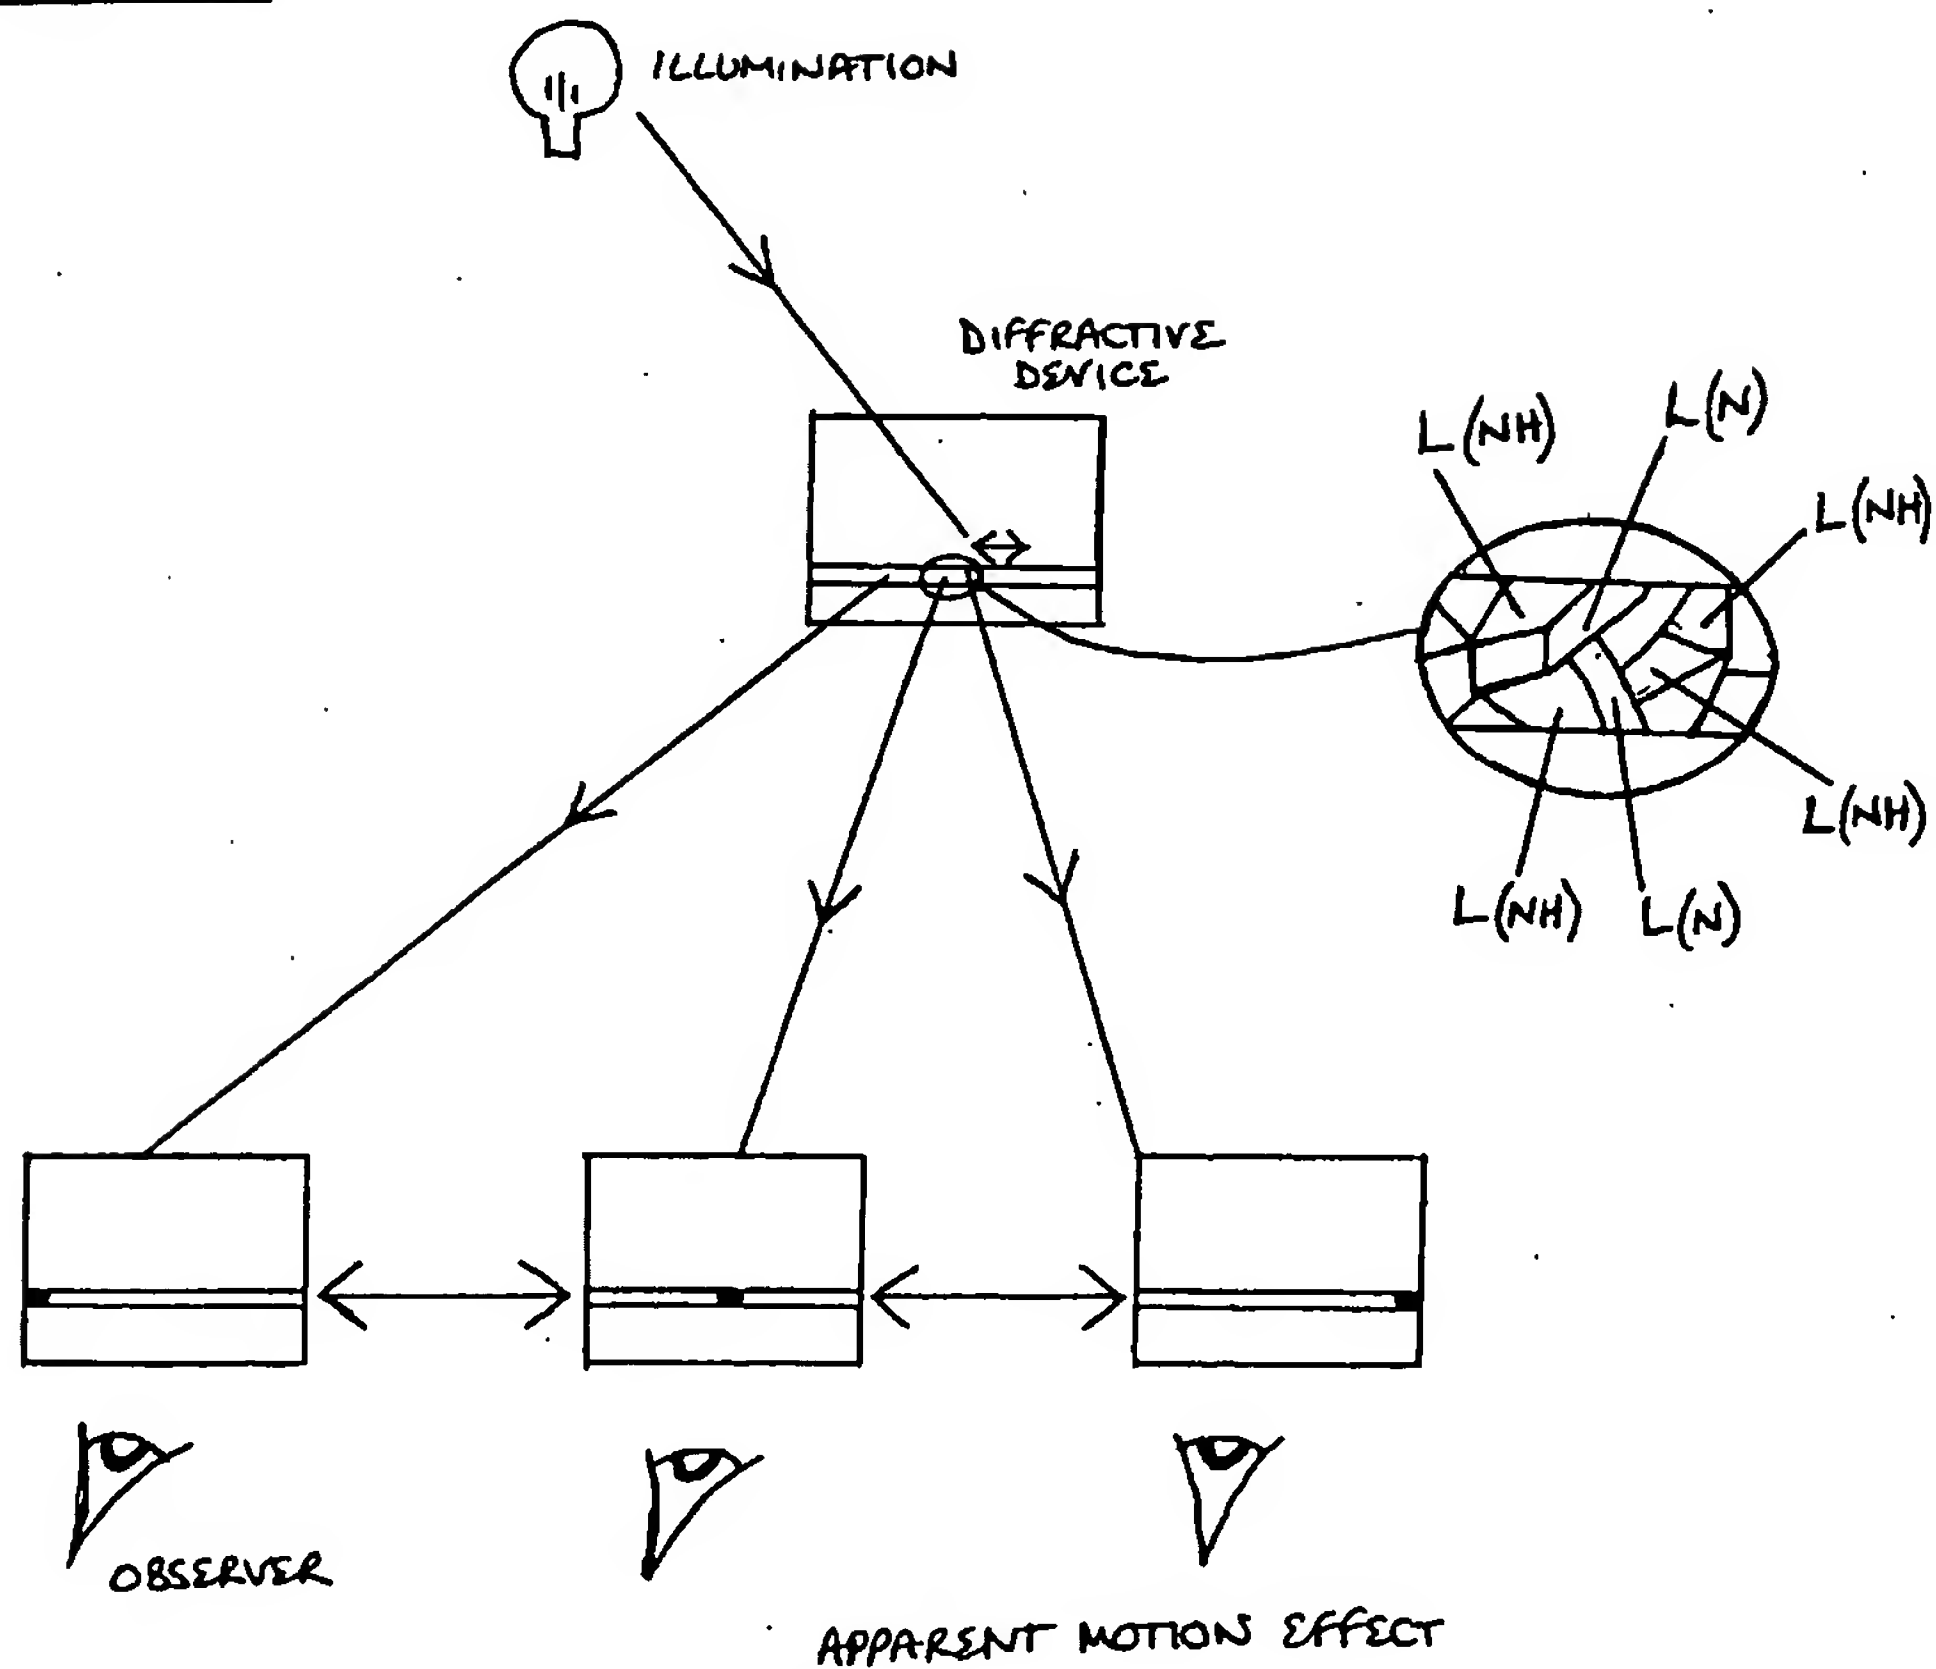 ILLUMINATION
DIFFRACTIVE
DEVICE
L(NH)
L(N)
L(NH)
L(NH)
L(NH)
L(N)
OBSERVER
APPARENT MOTION EFFECT